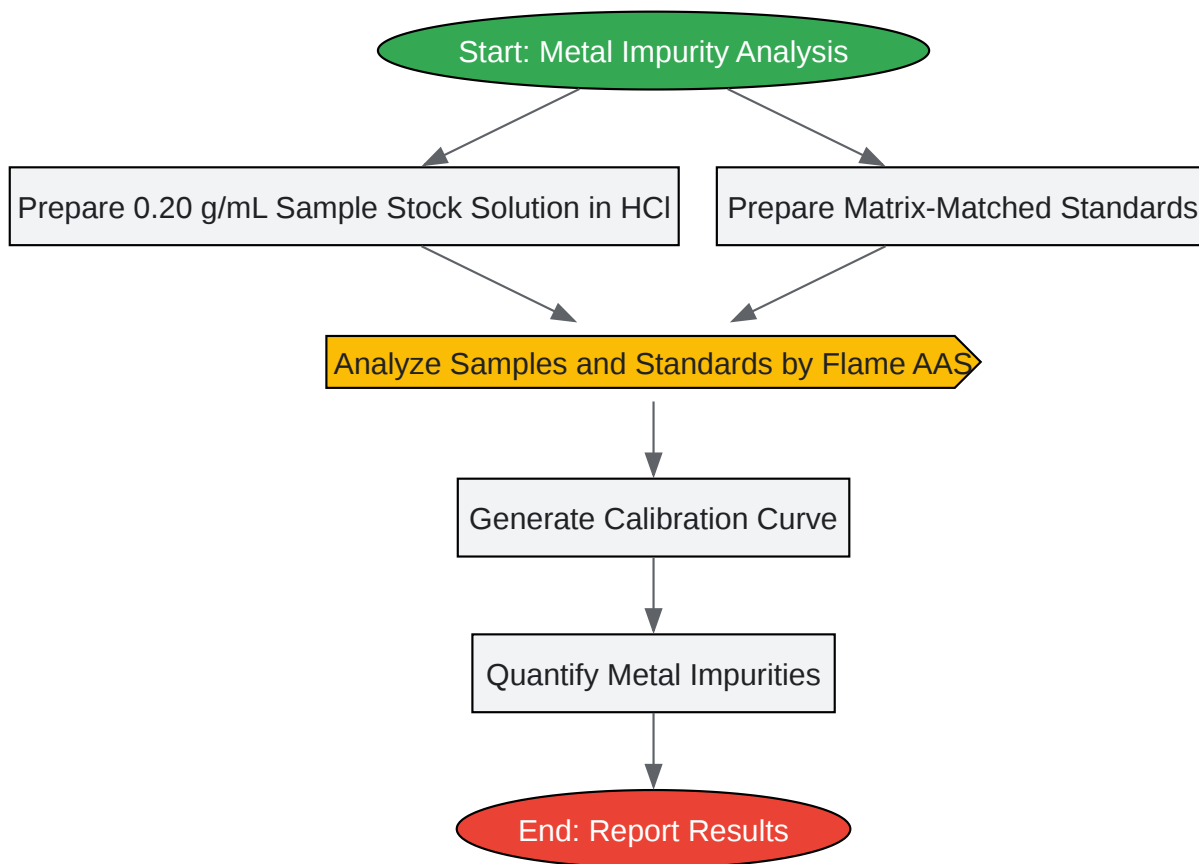 Start: Metal Impurity Analysis
Prepare 0.20 g/mL Sample Stock Solution in HCl
Prepare Matrix-Matched Standards
Analyze Samples and Standards by Flame AAS
Generate Calibration Curve
Quantify Metal Impurities
End: Report Results